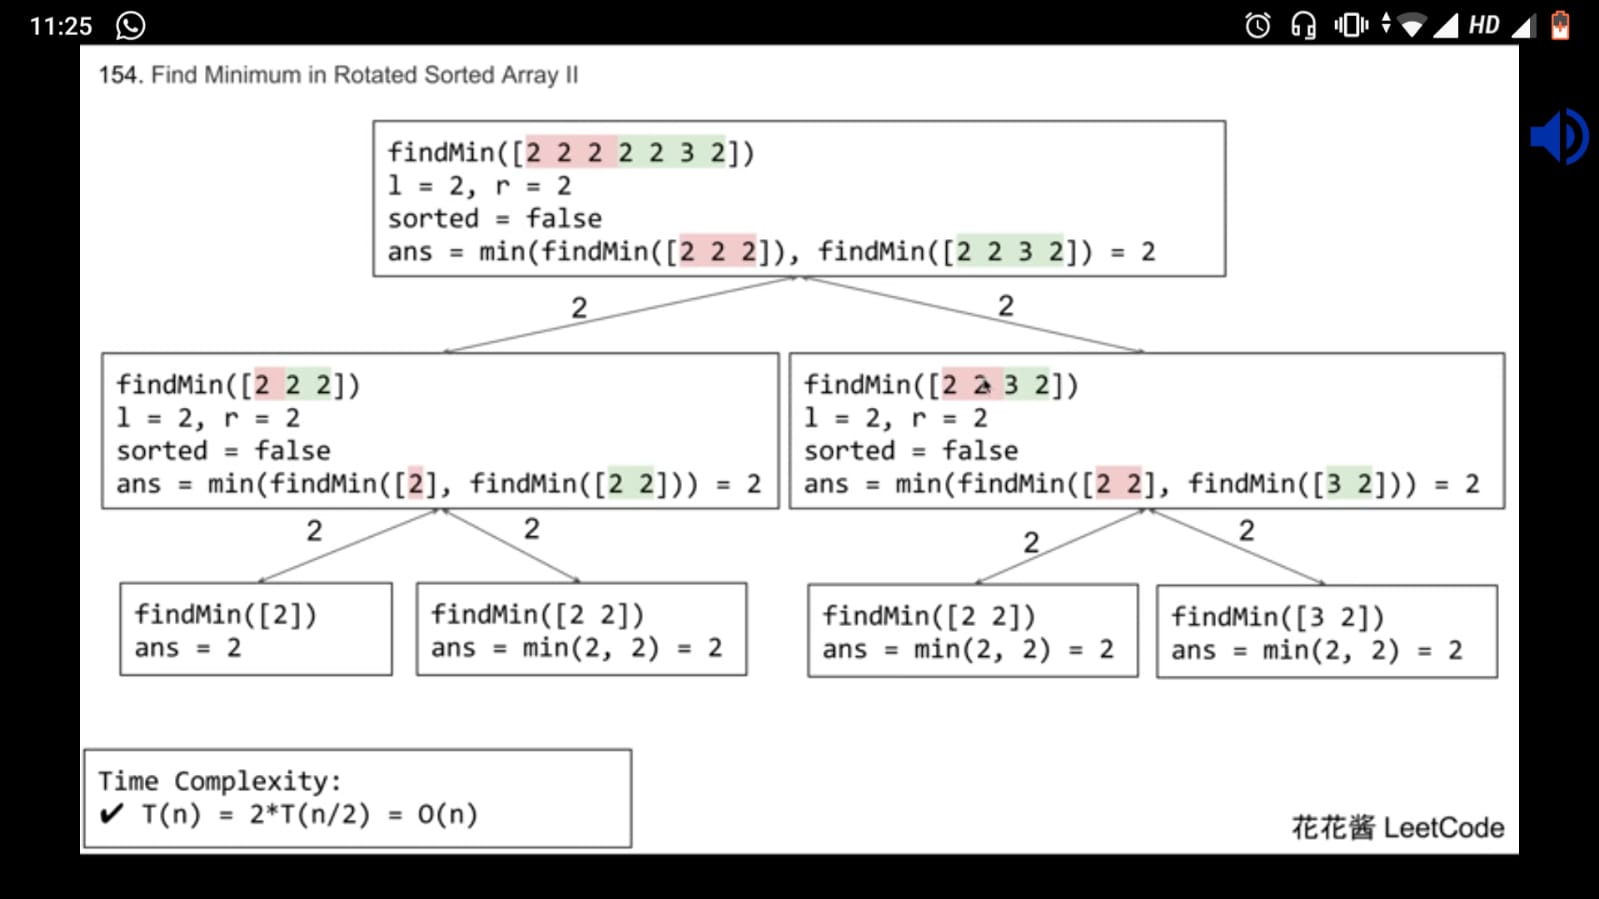 11:25
HD
154. Find Minimum in Rotated Sorted Array II
findMin([2 2 2 2 2 3 2])
l = 2, r = 2
sorted = false
ans = min(findMin([2 2 2]), findMin([2 2 3 2]) = 2
2
2
findMin([2 2 2])
l = 2, r = 2
sorted = false
ans = min(findMin([2], findMin([2 2])) = 2
findMin([2 2 3 2])
l = 2, r = 2
sorted = false
ans = min(findMin([2 2], findMin([3 2])) = 2
2
2
2
2
findMin([2])
ans = 2
findMin([2 2])
ans = min(2, 2) = 2
findMin([2 2])
ans = min(2, 2) = 2
findMin([3 2])
ans = min(2, 2) = 2
Time Complexity:
✔ T(n) = 2*T(n/2) = O(n)
花花酱 LeetCode